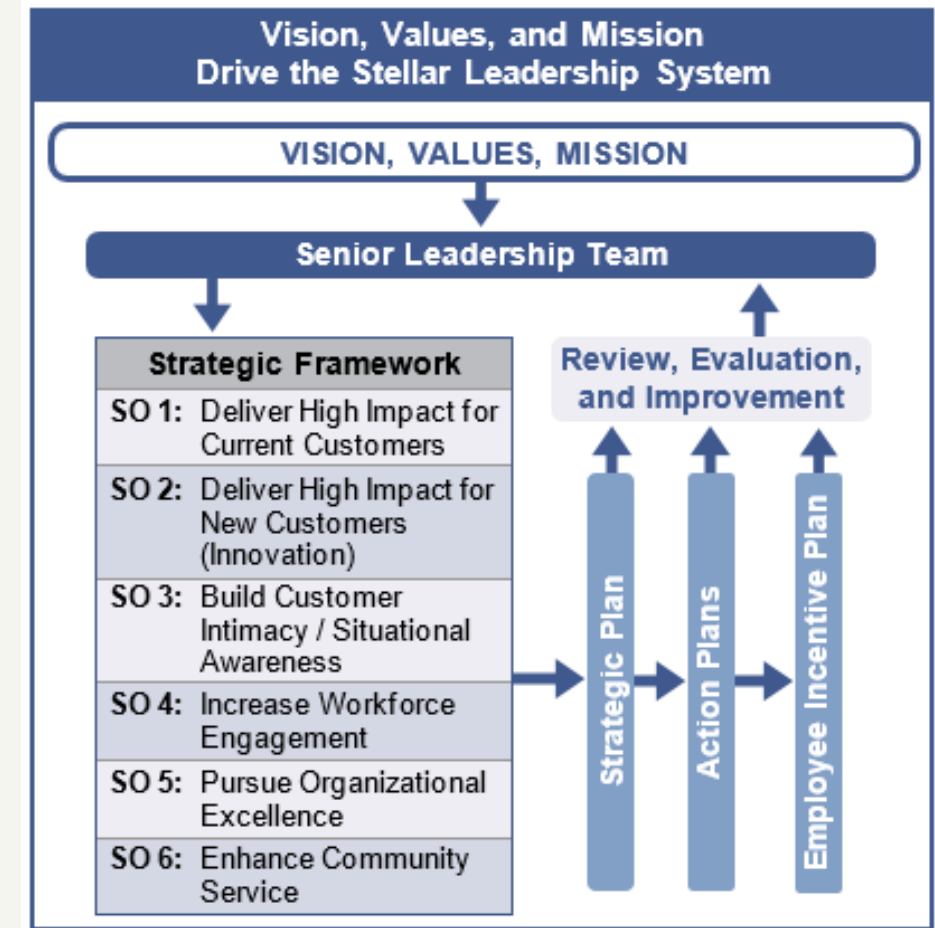 Vision, Values, and Mission
Drive the Stellar Leadership System
VISION, VALUES, MISSION
Senior Leadership Team
Strategic Framework
SO 1: Deliver High Impact for
Current Customers
SO 2: Deliver High Impact for
New Customers
(Innovation)
SO 3: Build Customer
Intimacy / Situational
Awareness
SO 4: Increase Workforce
Engagement
SO 5: Pursue Organizational
Excellence
SO 6: Enhance Community
Service
Review, Evaluation,
and Improvement
Strategic Plan
Action Plans
Employee Incentive Plan